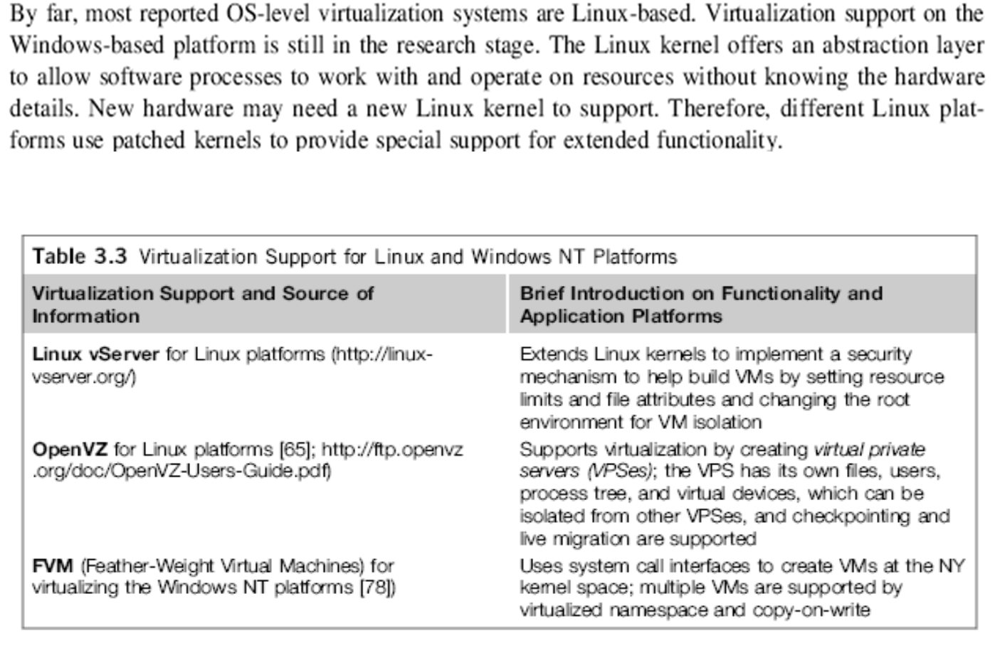 By far, most reported OS-level virtualization systems are Linux-based. Virtualization support on the
Windows-based platform is still in the research stage. The Linux kernel offers an abstraction layer
to allow software processes to work with and operate on resources without knowing the hardware
details. New hardware may need a new Linux kernel to support. Therefore, different Linux plat-
forms use patched kernels to provide special support for extended functionality.
Table 3.3 Virtualization Support for Linux and Windows NT Platforms
Virtualization Support and Source of
Information
Brief Introduction on Functionality and
Application Platforms
Linux vServer for Linux platforms (http://linux-
vserver.org/)
Extends Linux kernels to implement a security
mechanism to help build VMs by setting resource
limits and file attributes and changing the root
environment for VM isolation
OpenVZ for Linux platforms [65]; http://ftp.openvz
.org/doc/OpenVZ-Users-Guide.pdf)
Supports virtualization by creating virtual private
servers (VPSes); the VPS has its own files, users,
process tree, and virtual devices, which can be
isolated from other VPSes, and checkpointing and
live migration are supported
FVM (Feather-Weight Virtual Machines) for
virtualizing the Windows NT platforms [78])
Uses system call interfaces to create VMs at the NY
kernel space; multiple VMs are supported by
virtualized namespace and copy-on-write